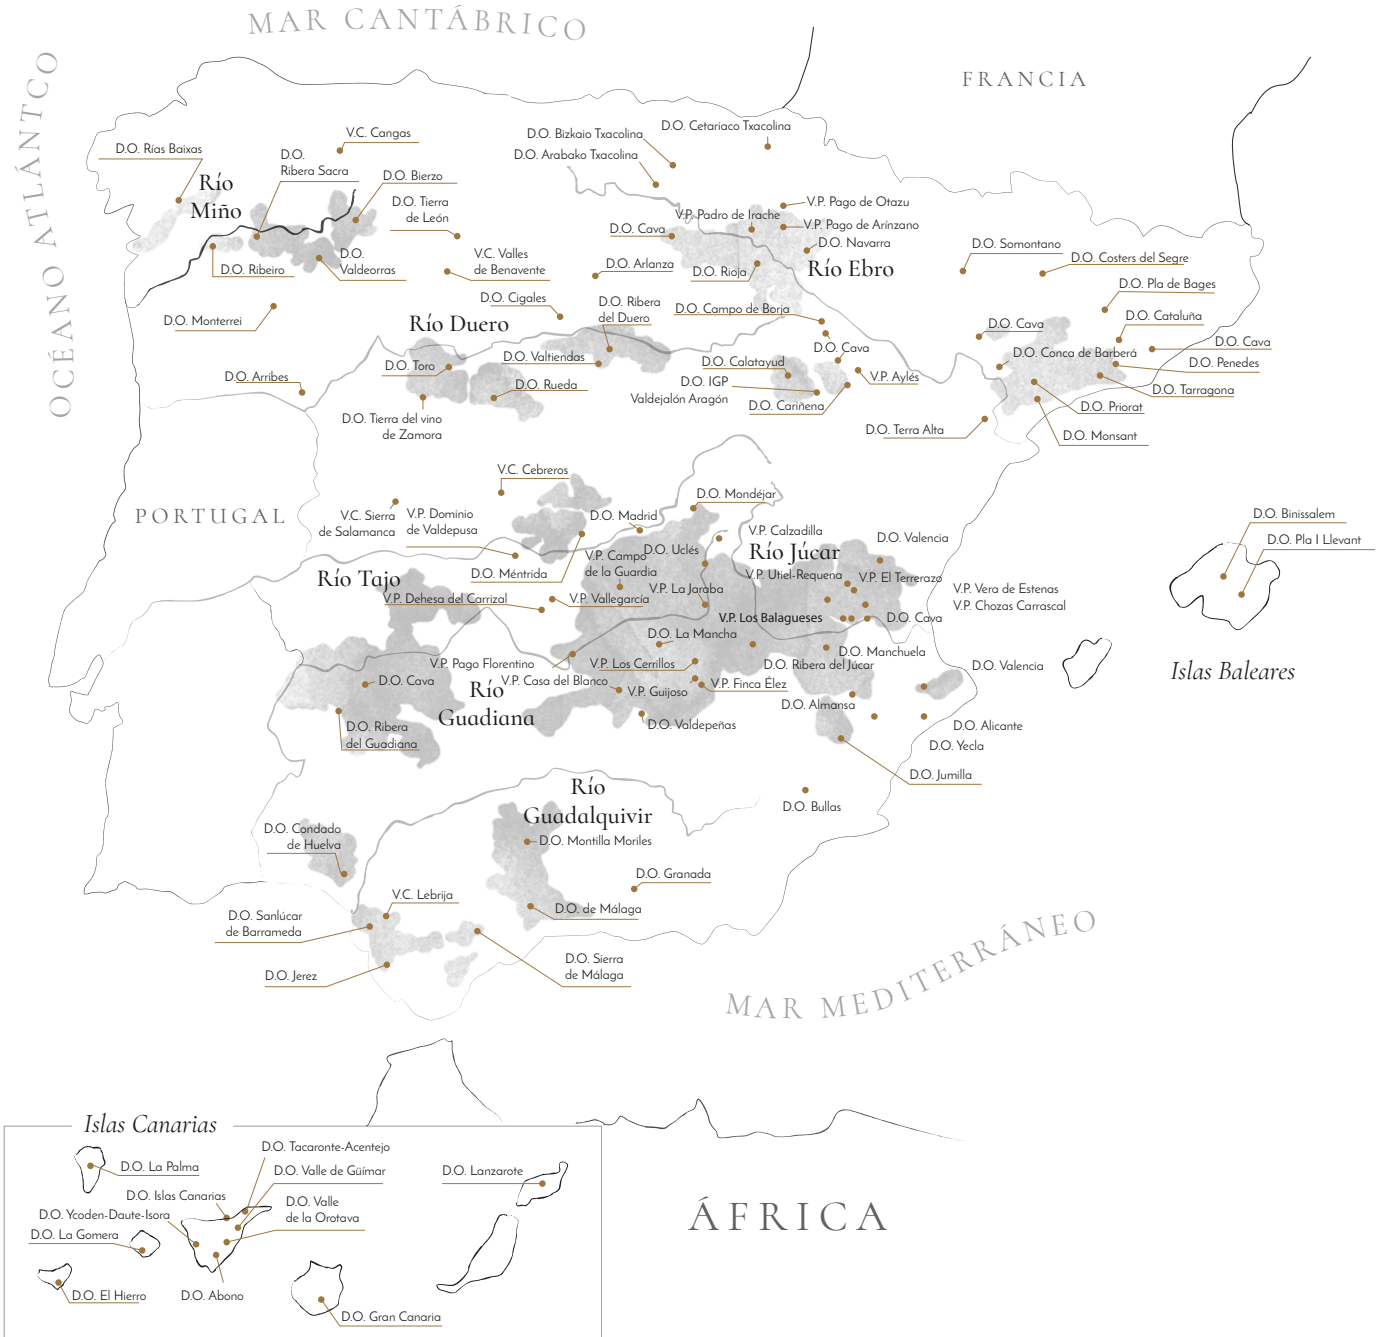 MAR CANTÁBRICO
OCÉANO ATLÁNTCO
FRANCIA
D.O. Rías Baixas
V.C. Cangas
D.O.
Ribera Sacra
D.O. Bierzo
Río
Miño
D.O. Tierra
de León
D.O. Ribeiro
D.O.
Valdeorras
V.C. Valles
de Benavente
D.O. Monterrei
D.O. Arribes
D.O. Bizkaio Txacolina
D.O. Cetariaco Txacolina
D.O. Arabako Txacolina
V.P. Pago de Otazu
V.P. Padro de Irache
V.P. Pago de Arínzano
D.O. Cava
D.O. Navarra
D.O. Arlanza
D.O. Rioja
Río Ebro
D.O. Cigales
D.O. Ribera
del Duero
D.O. Campo de Borja
Río Duero
D.O. Toro
D.O. Valtiendas
D.O. Rueda
D.O. Tierra del vino
de Zamora
D.O. Calatayud
D.O. Cava
D.O. IGP
Valdejalón Aragón
V.P. Aylés
D.O. Cariñena
D.O. Somontano
D.O. Costers del Segre
D.O. Pla de Bages
D.O. Cataluña
D.O. Cava
D.O. Cava
D.O. Conca de Barberá
D.O. Penedes
D.O. Tarragona
D.O. Priorat
D.O. Terra Alta
D.O. Monsant
PORTUGAL
V.C. Cebreros
V.C. Sierra
de Salamanca
V.P. Dominio
de Valdepusa
D.O. Madrid
D.O. Mondéjar
D.O. Méntrida
V.P. Campo
de la Guardia
D.O. Uclés
V.P. Calzadilla
Río Júcar
D.O. Valencia
V.P. Utiel-Requena
V.P. El Terrerazo
V.P. Vera de Estenas
V.P. Chozas Carrascal
Río Tajo
V.P. Dehesa del Carrizal
V.P. Vallegarcía
V.P. La Jaraba
V.P. Los Balagueses
D.O. Cava
D.O. La Mancha
D.O. Manchuela
V.P. Pago Florentino
V.P. Los Cerrillos
D.O. Ribera del Júcar
D.O. Valencia
D.O. Cava
Río
Guadiana
V.P. Casa del Blanco
V.P. Guijoso
V.P. Finca Élez
D.O. Almansa
D.O. Ribera
del Guadiana
D.O. Valdepeñas
D.O. Alicante
D.O. Yecla
D.O. Jumilla
D.O. Bullas
D.O. Binissalem
D.O. Pla I Llevant
Islas Baleares
Río
Guadalquivir
D.O. Condado
de Huelva
D.O. Montilla Moriles
D.O. Granada
V.C. Lebrija
D.O. Sanlúcar
de Barrameda
D.O. de Málaga
D.O. Jerez
D.O. Sierra
de Málaga
MAR MEDITERRÁNEO
Islas Canarias
D.O. La Palma
D.O. Tacaronte-Acentejo
D.O. Valle de Güímar
D.O. Islas Canarias
D.O. Ycoden-Daute-Isora
D.O. Valle
de la Orotava
D.O. La Gomera
D.O. El Hierro
D.O. Abono
D.O. Gran Canaria
D.O. Lanzarote
ÁFRICA